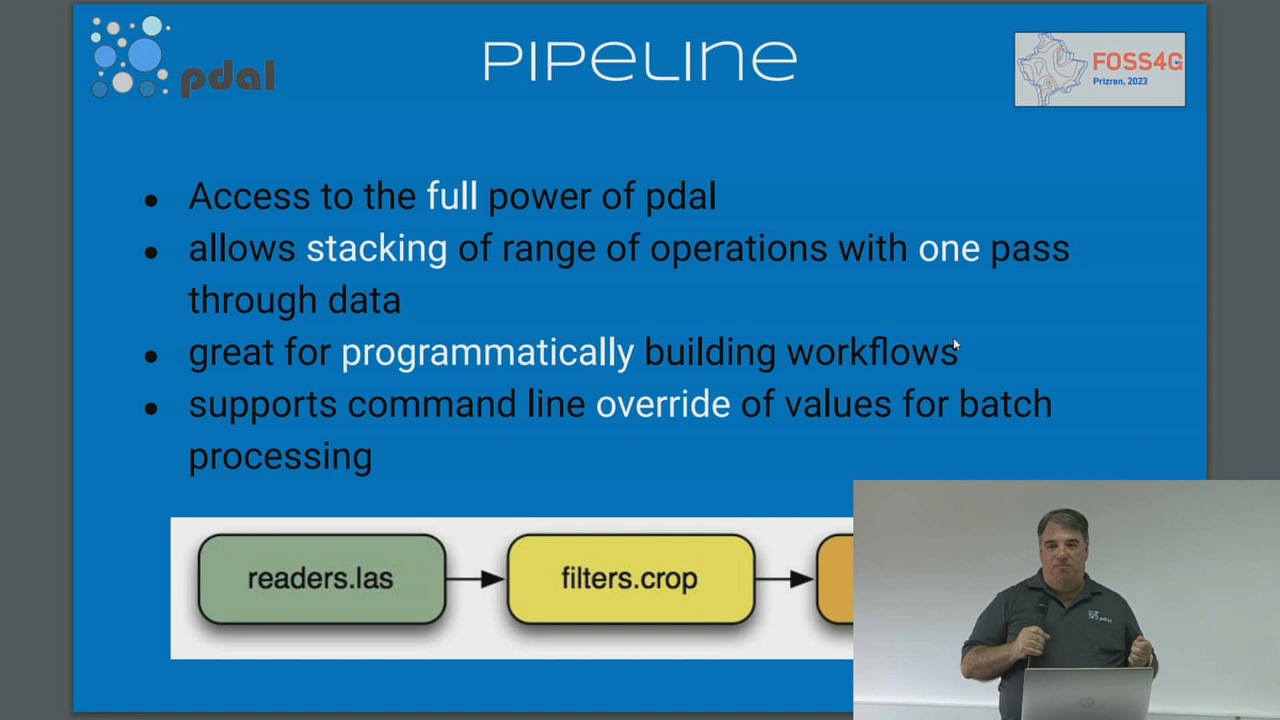 pdal
PIPELINE
FOSS4G
Prizren, 2023
Access to the full power of pdal
allows stacking of range of operations with one pass
through data
great for programmatically building workflows
supports command line override of values for batch
processing
readers.las
filters.crop
pdal
hp